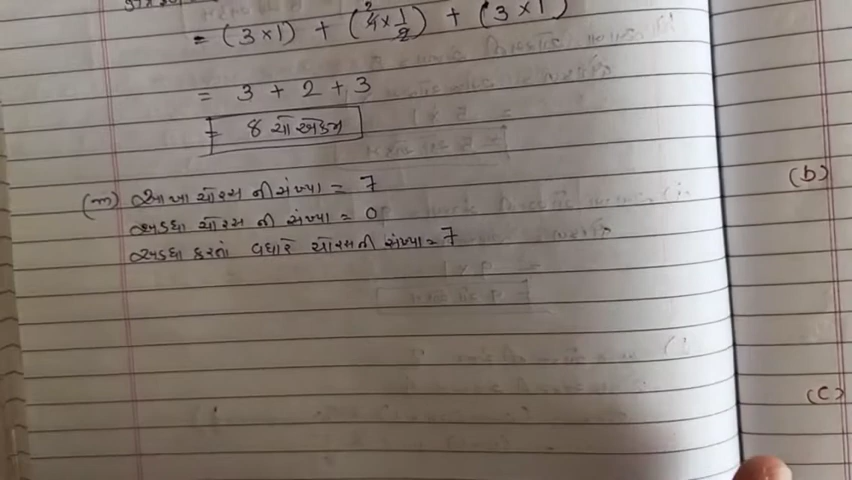 = (3×1) + (4×1/2) + (3×1)
= 3 + 2 + 3
= 8 ચો એકમ
(m) આખા ચોરસ ની સંખ્યા = 7
અડધા ચોરસ ની સંખ્યા = 0
અડધા કરતાં વધારે ચોરસની સંખ્યા = 7
(b)
(c)